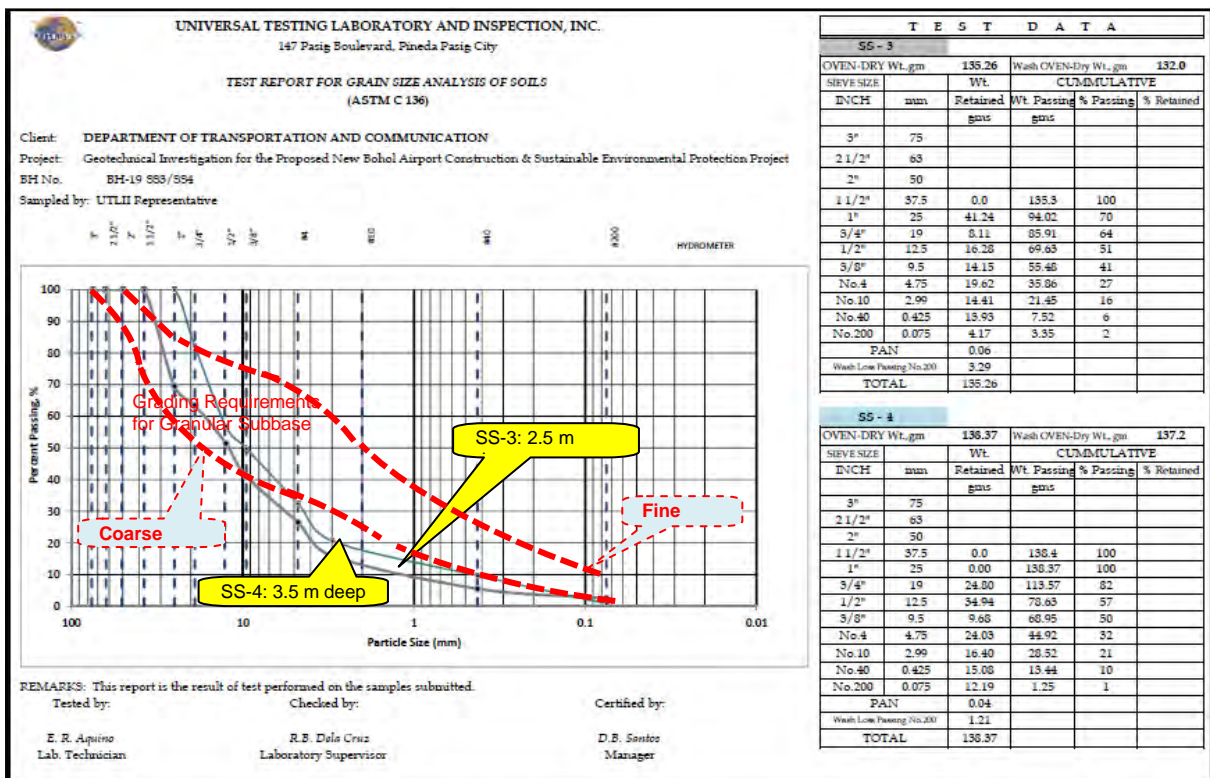 UNIVERSAL TESTING LABORATORY AND INSPECTION, INC.
147 Pasig Boulevard, Pineda Pasig City
TEST REPORT FOR GRAIN SIZE ANALYSIS OF SOILS
(ASTM C 136)
Client: DEPARTMENT OF TRANSPORTATION AND COMMUNICATION
Project: Geotechnical Investigation for the Proposed New Bohol Airport Construction & Sustainable Environmental Protection Project
BH No. BH-19 SS3/SS4
Sampled by: UTLII Representative
3" 2 1/2" 2" 1 1/2" 1" 3/4" 1/2" 3/8" #4 #10 #40 #200 HYDROMETER
100
90
80
70
60
50
40
30
20
10
0
Percent Passing, %
Grading Requirements
for Granular Subbase
SS-3: 2.5 m
Fine
Coarse
SS-4: 3.5 m deep
100 10 1 0.1 0.01
Particle Size (mm)
REMARKS: This report is the result of test performed on the samples submitted.
Tested by: Checked by: Certified by:
E. R. Aquino R.B. Dela Cruz D.B. Santos
Lab. Technician Laboratory Supervisor Manager
T E S T D A T A
SS - 3
OVEN-DRY Wt.,gm 135.26 Wash OVEN-Dry Wt., gm 132.0
SIEVE SIZE Wt. CUMMULATIVE
INCH mm Retained Wt. Passing % Passing % Retained
gms gms
3" 75
2 1/2" 63
2" 50
1 1/2" 37.5 0.0 135.3 100
1" 25 41.24 94.02 70
3/4" 19 8.11 85.91 64
1/2" 12.5 16.28 69.63 51
3/8" 9.5 14.15 55.48 41
No.4 4.75 19.62 35.86 27
No.10 2.99 14.41 21.45 16
No.40 0.425 13.93 7.52 6
No.200 0.075 4.17 3.35 2
PAN 0.06
Wash Loss Passing No.200 3.29
TOTAL 135.26
SS - 4
OVEN-DRY Wt.,gm 138.37 Wash OVEN-Dry Wt., gm 137.2
SIEVE SIZE Wt. CUMMULATIVE
INCH mm Retained Wt. Passing % Passing % Retained
gms gms
3" 75
2 1/2" 63
2" 50
1 1/2" 37.5 0.0 138.4 100
1" 25 0.00 138.37 100
3/4" 19 24.80 113.57 82
1/2" 12.5 34.94 78.63 57
3/8" 9.5 9.68 68.95 50
No.4 4.75 24.03 44.92 32
No.10 2.99 16.40 28.52 21
No.40 0.425 15.08 13.44 10
No.200 0.075 12.19 1.25 1
PAN 0.04
Wash Loss Passing No.200 1.21
TOTAL 138.37